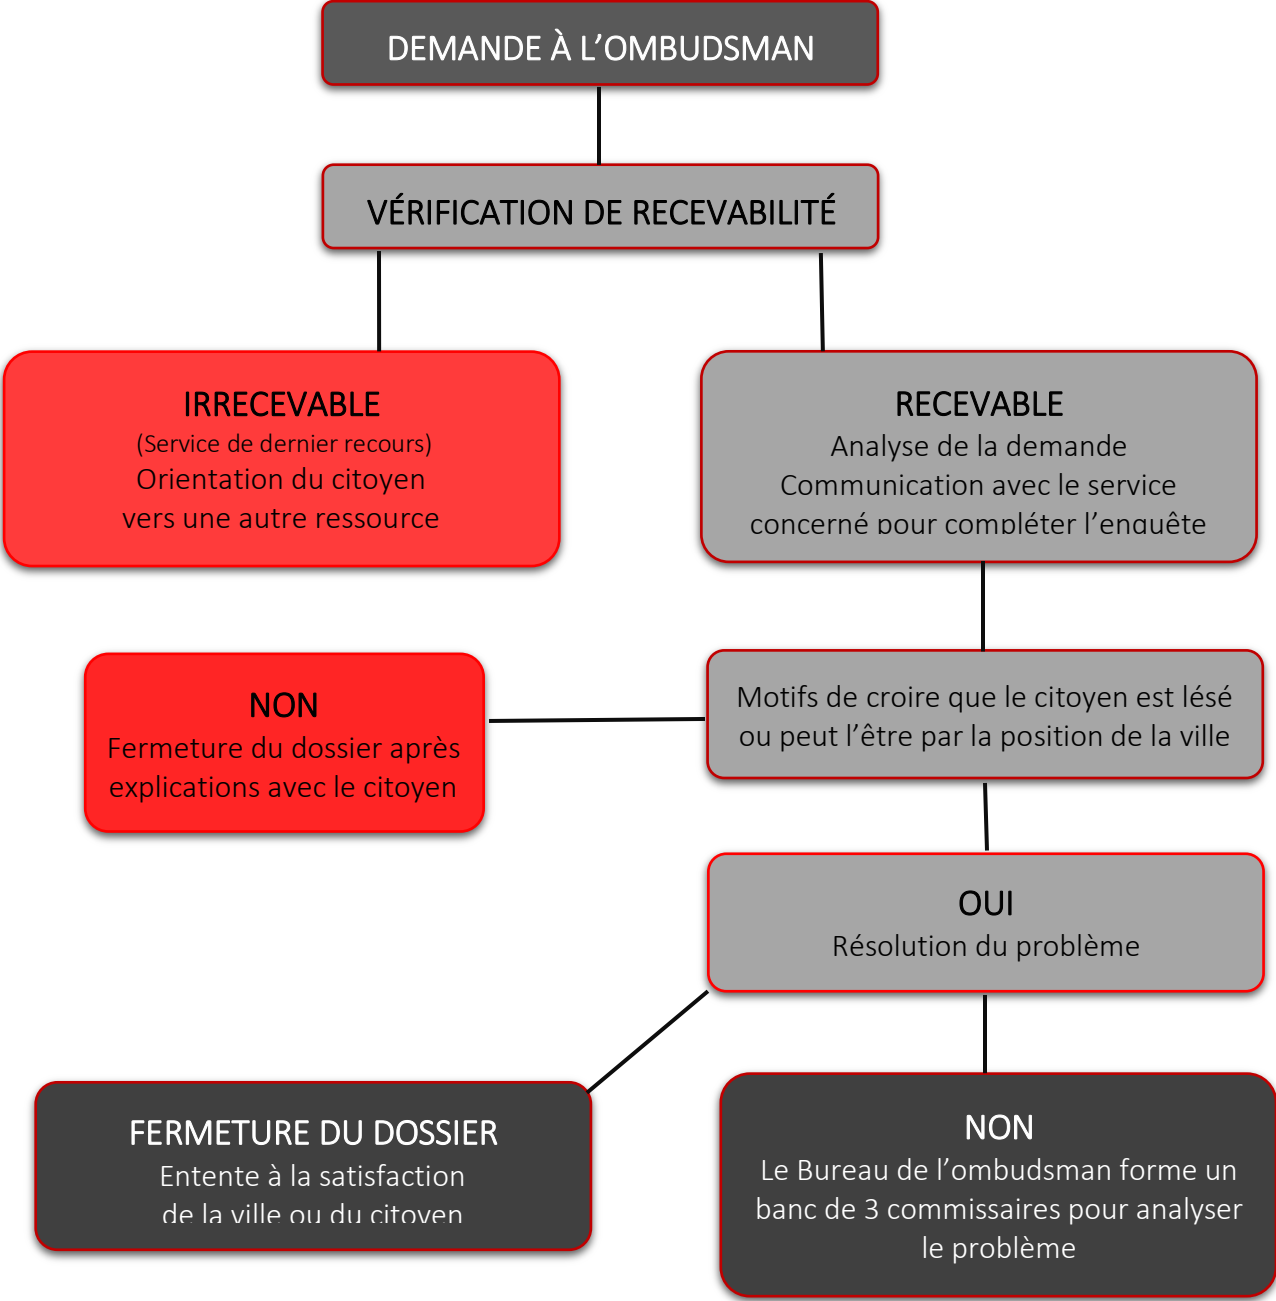 DEMANDE À L’OMBUDSMAN
VÉRIFICATION DE RECEVABILITÉ
IRRECEVABLE
(Service de dernier recours)
Orientation du citoyen
vers une autre ressource
RECEVABLE
Analyse de la demande
Communication avec le service
concerné pour compléter l’enquête
NON
Fermeture du dossier après
explications avec le citoyen
Motifs de croire que le citoyen est lésé
ou peut l’être par la position de la ville
OUI
Résolution du problème
FERMETURE DU DOSSIER
Entente à la satisfaction
de la ville ou du citoyen
NON
Le Bureau de l’ombudsman forme un
banc de 3 commissaires pour analyser
le problème